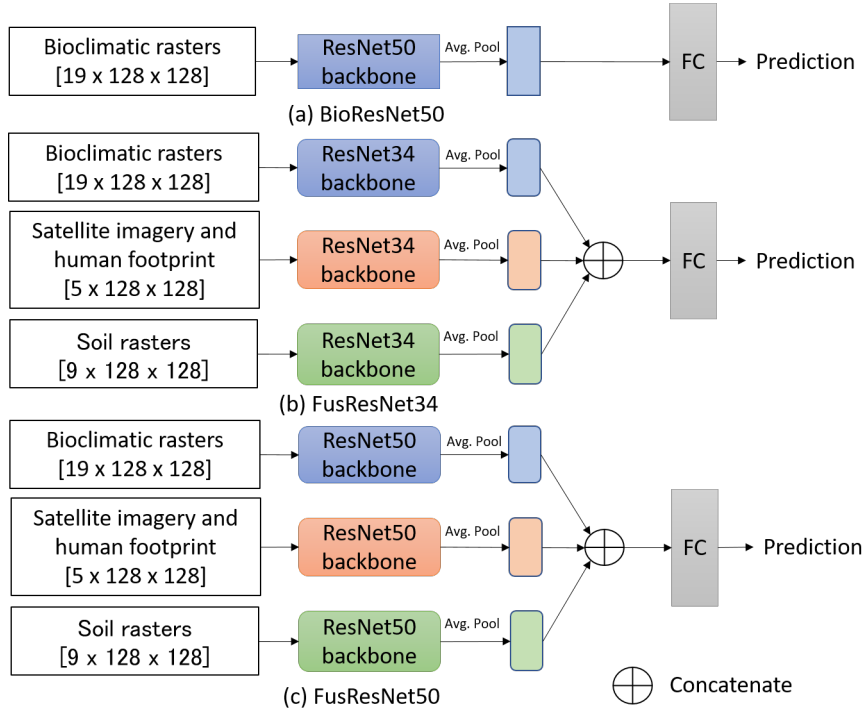 Bioclimatic rasters
[19 x 128 x 128]
ResNet50
backbone
Avg. Pool
FC
Prediction
(a) BioResNet50
Bioclimatic rasters
[19 x 128 x 128]
ResNet34
backbone
Avg. Pool
Satellite imagery and
human footprint
[5 x 128 x 128]
ResNet34
backbone
Avg. Pool
FC
Prediction
Soil rasters
[9 x 128 x 128]
ResNet34
backbone
Avg. Pool
(b) FusResNet34
Bioclimatic rasters
[19 x 128 x 128]
ResNet50
backbone
Avg. Pool
Satellite imagery and
human footprint
[5 x 128 x 128]
ResNet50
backbone
Avg. Pool
FC
Prediction
Soil rasters
[9 x 128 x 128]
ResNet50
backbone
Avg. Pool
(c) FusResNet50
Concatenate